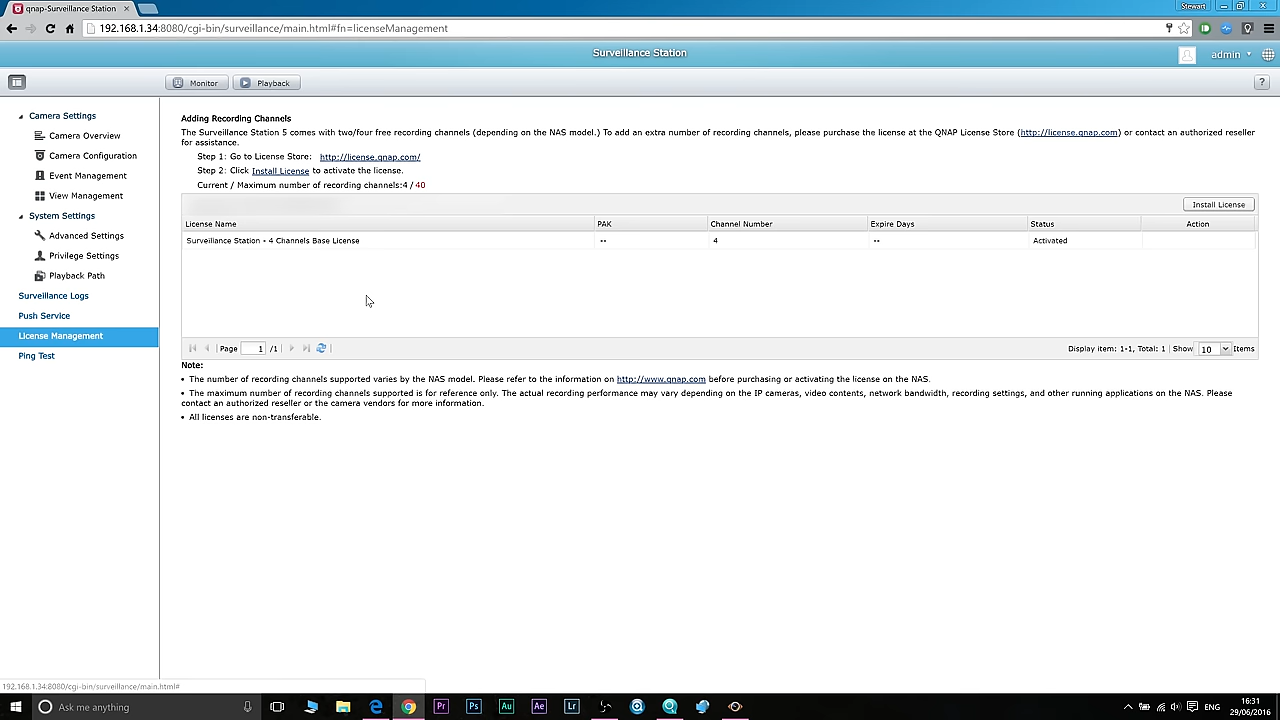 qnap-Surveillance Station
Stewart
192.168.1.34:8080/cgi-bin/surveillance/main.html#fn=licenseManagement
Surveillance Station
admin
Monitor
Playback
?
Camera Settings
Camera Overview
Camera Configuration
Event Management
View Management
System Settings
Advanced Settings
Privilege Settings
Playback Path
Surveillance Logs
Push Service
License Management
Ping Test
Adding Recording Channels
The Surveillance Station 5 comes with two/four free recording channels (depending on the NAS model.) To add an extra number of recording channels, please purchase the license at the QNAP License Store (http://license.qnap.com) or contact an authorized reseller
for assistance.
Step 1: Go to License Store: http://license.qnap.com/
Step 2: Click Install License to activate the license.
Current / Maximum number of recording channels:4 / 40
Install License
License Name PAK Channel Number Expire Days Status Action
Surveillance Station - 4 Channels Base License -- 4 -- Activated
Page 1 /1
Display item: 1-1, Total: 1 Show 10 Items
Note:
• The number of recording channels supported varies by the NAS model. Please refer to the information on http://www.qnap.com before purchasing or activating the license on the NAS.
• The maximum number of recording channels supported is for reference only. The actual recording performance may vary depending on the IP cameras, video contents, network bandwidth, recording settings, and other running applications on the NAS. Please
contact an authorized reseller or the camera vendors for more information.
• All licenses are non-transferable.
192.168.1.34:8080/cgi-bin/surveillance/main.html#
Ask me anything
Pr
Ps
Au
Ae
Lr
ENG
16:31
29/06/2016